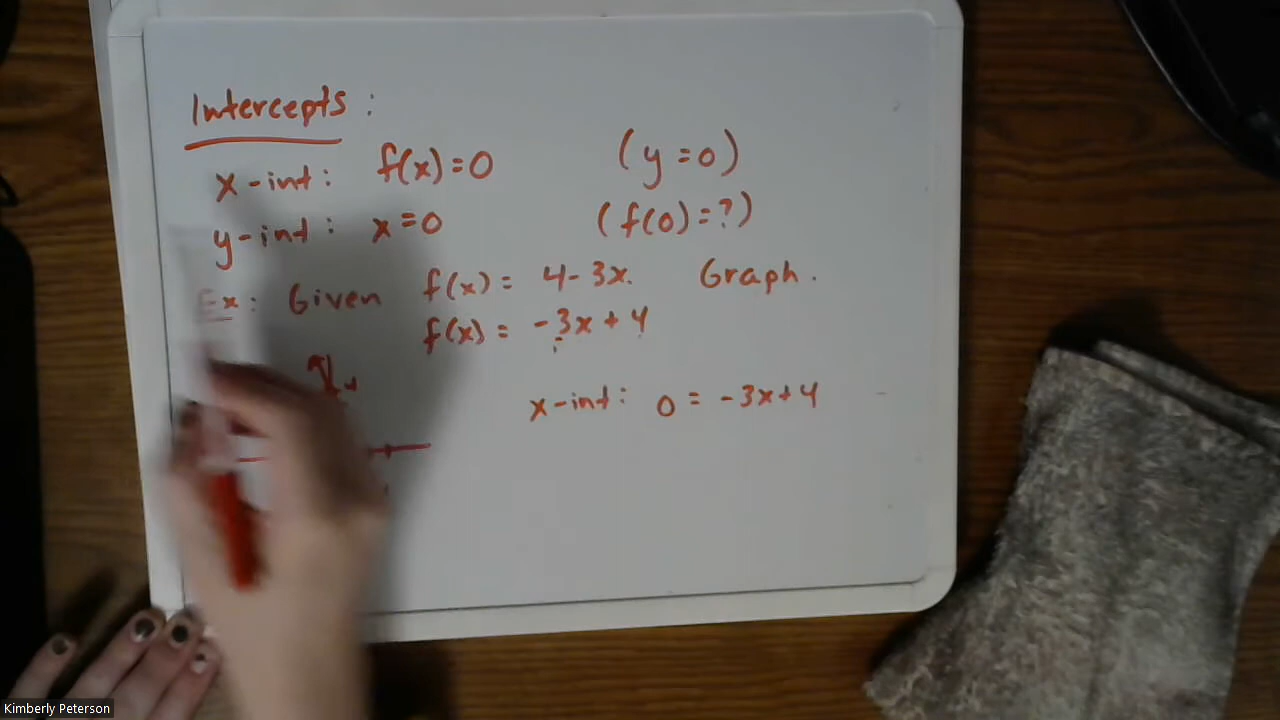 Intercepts:
x-int: f(x)=0 (y=0)
y-int: x=0 (f(0)=?)
Ex: Given f(x)= 4-3x. Graph.
f(x) = -3x+4
x-int: 0 = -3x+4
Kimberly Peterson